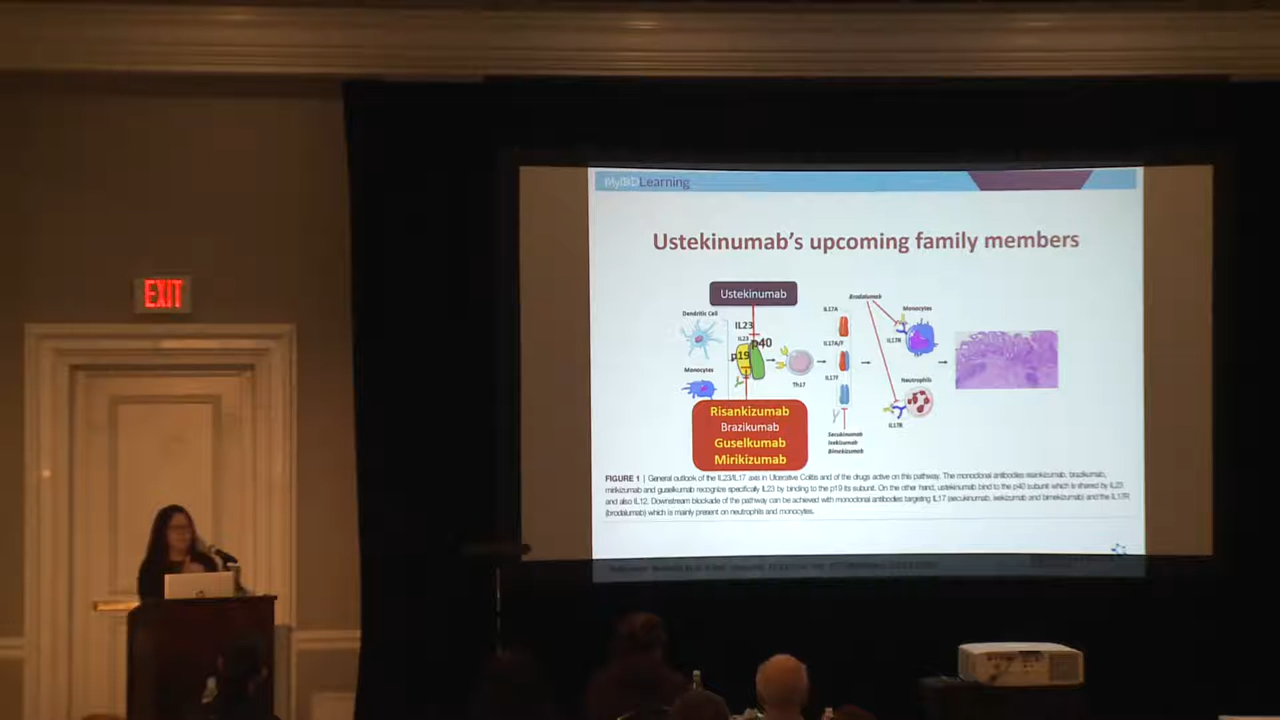 MyIBDLearning
Ustekinumab's upcoming family members
Ustekinumab
Dendritic Cell
IL23
IL23
p40
p19
Monocytes
Th17
IL17A
IL17A/F
IL17F
Secukinumab
Ixekizumab
Bimekizumab
Brodalumab
Monocytes
IL17R
Neutrophils
IL17R
Risankizumab
Brazikumab
Guselkumab
Mirikizumab
FIGURE 1 | General outlook of the IL23/IL17 axis in Ulcerative Colitis and of the drugs active on this pathway. The monoclonal antibodies risankizumab, brazikumab,
mirikizumab and guselkumab recognize specifically IL23 by binding to the p19 its subunit. On the other hand, ustekinumab bind to the p40 subunit which is shared by IL23
and also IL12. Downstream blockade of the pathway can be achieved with monoclonal antibodies targeting IL17 (secukinumab, ixekizumab and bimekizumab) and the IL17R
(brodalumab) which is mainly present on neutrophils and monocytes.
EXIT